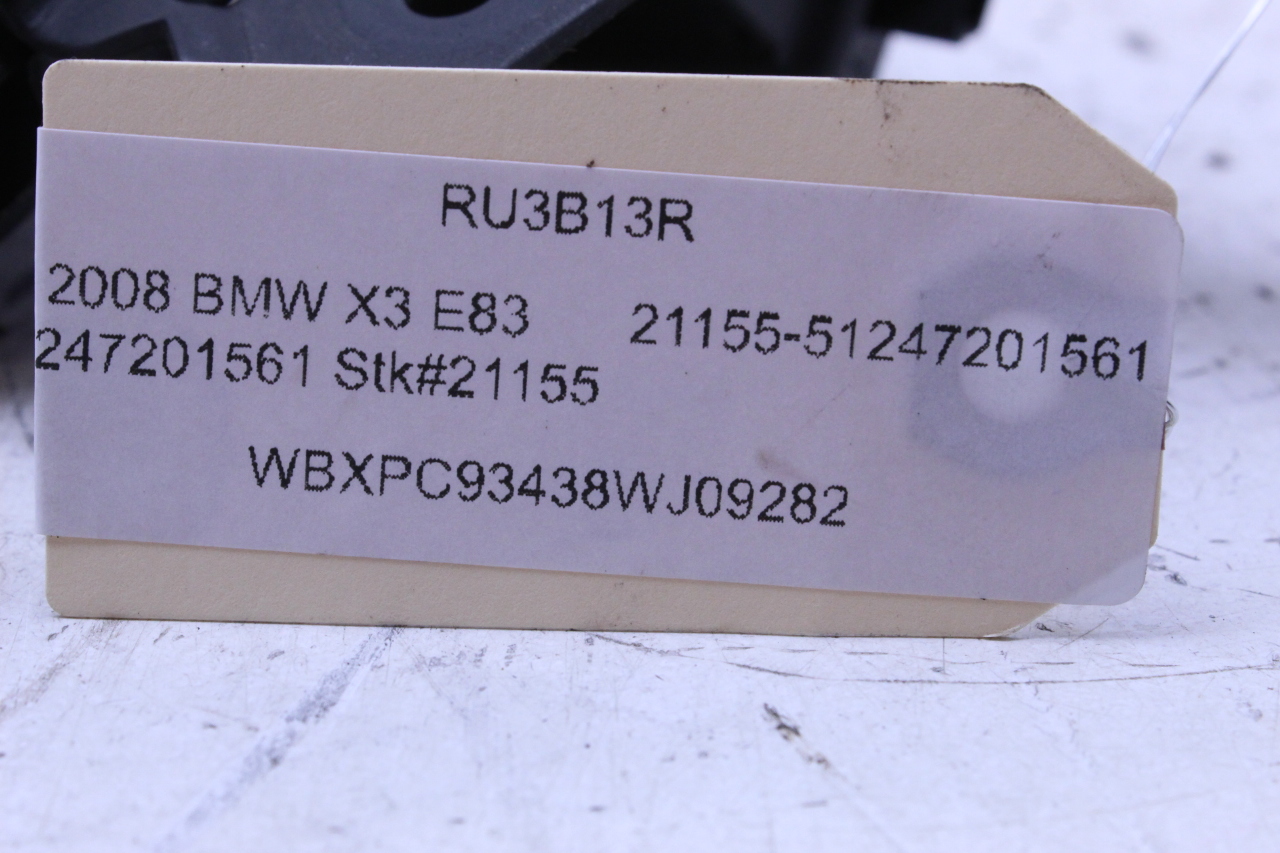 RU3B13R
2008 BMW X3 E83 21155-51247201561
247201561 Stk#21155
WBXPC93438WJ09282